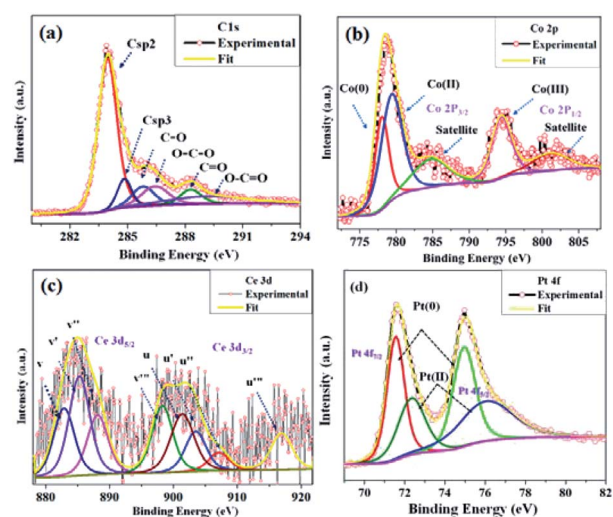 (a)
C1s
Experimental
Fit
Csp2
Csp3
C-O
O-C-O
C=O
O-C=O
Intensity (a.u.)
282 285 288 291 294
Binding Energy (eV)
(b)
Co 2p
Experimental
Fit
Co(0)
Co(II)
Co 2P3/2
Satellite
Co(III)
Co 2P1/2
Satellite
Intensity (a.u.)
775 780 785 790 795 800 805
Binding Energy (eV)
(c)
Ce 3d
Experimental
Fit
v
v'
v''
Ce 3d5/2
v'''
u
u'
u''
Ce 3d3/2
u'''
Intensity (a.u.)
880 890 900 910 920
Binding Energy (eV)
(d)
Pt 4f
Experimental
Fit
Pt(0)
Pt 4f7/2
Pt(II)
Pt 4f5/2
Intensity (a.u.)
70 72 74 76 78 80 82
Binding Energy (eV)